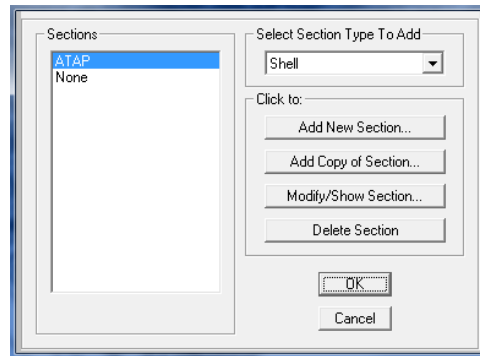 Sections
ATAP
None
Select Section Type To Add
Shell
Click to:
Add New Section...
Add Copy of Section...
Modify/Show Section...
Delete Section
OK
Cancel